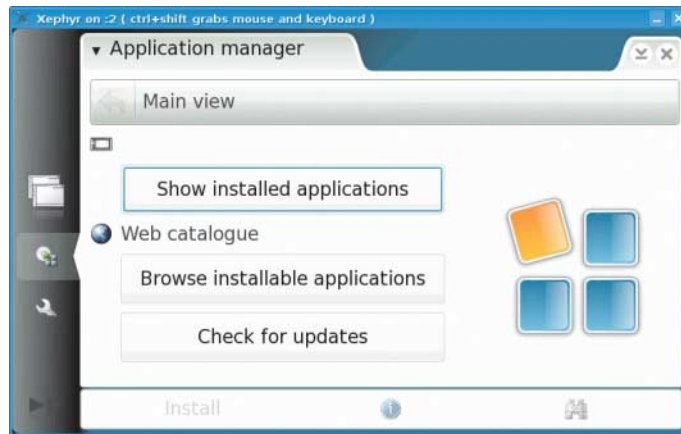 Xephyr on :2 ( ctrl+shift grabs mouse and keyboard )
Application manager
Main view
Show installed applications
Web catalogue
Browse installable applications
Check for updates
Install